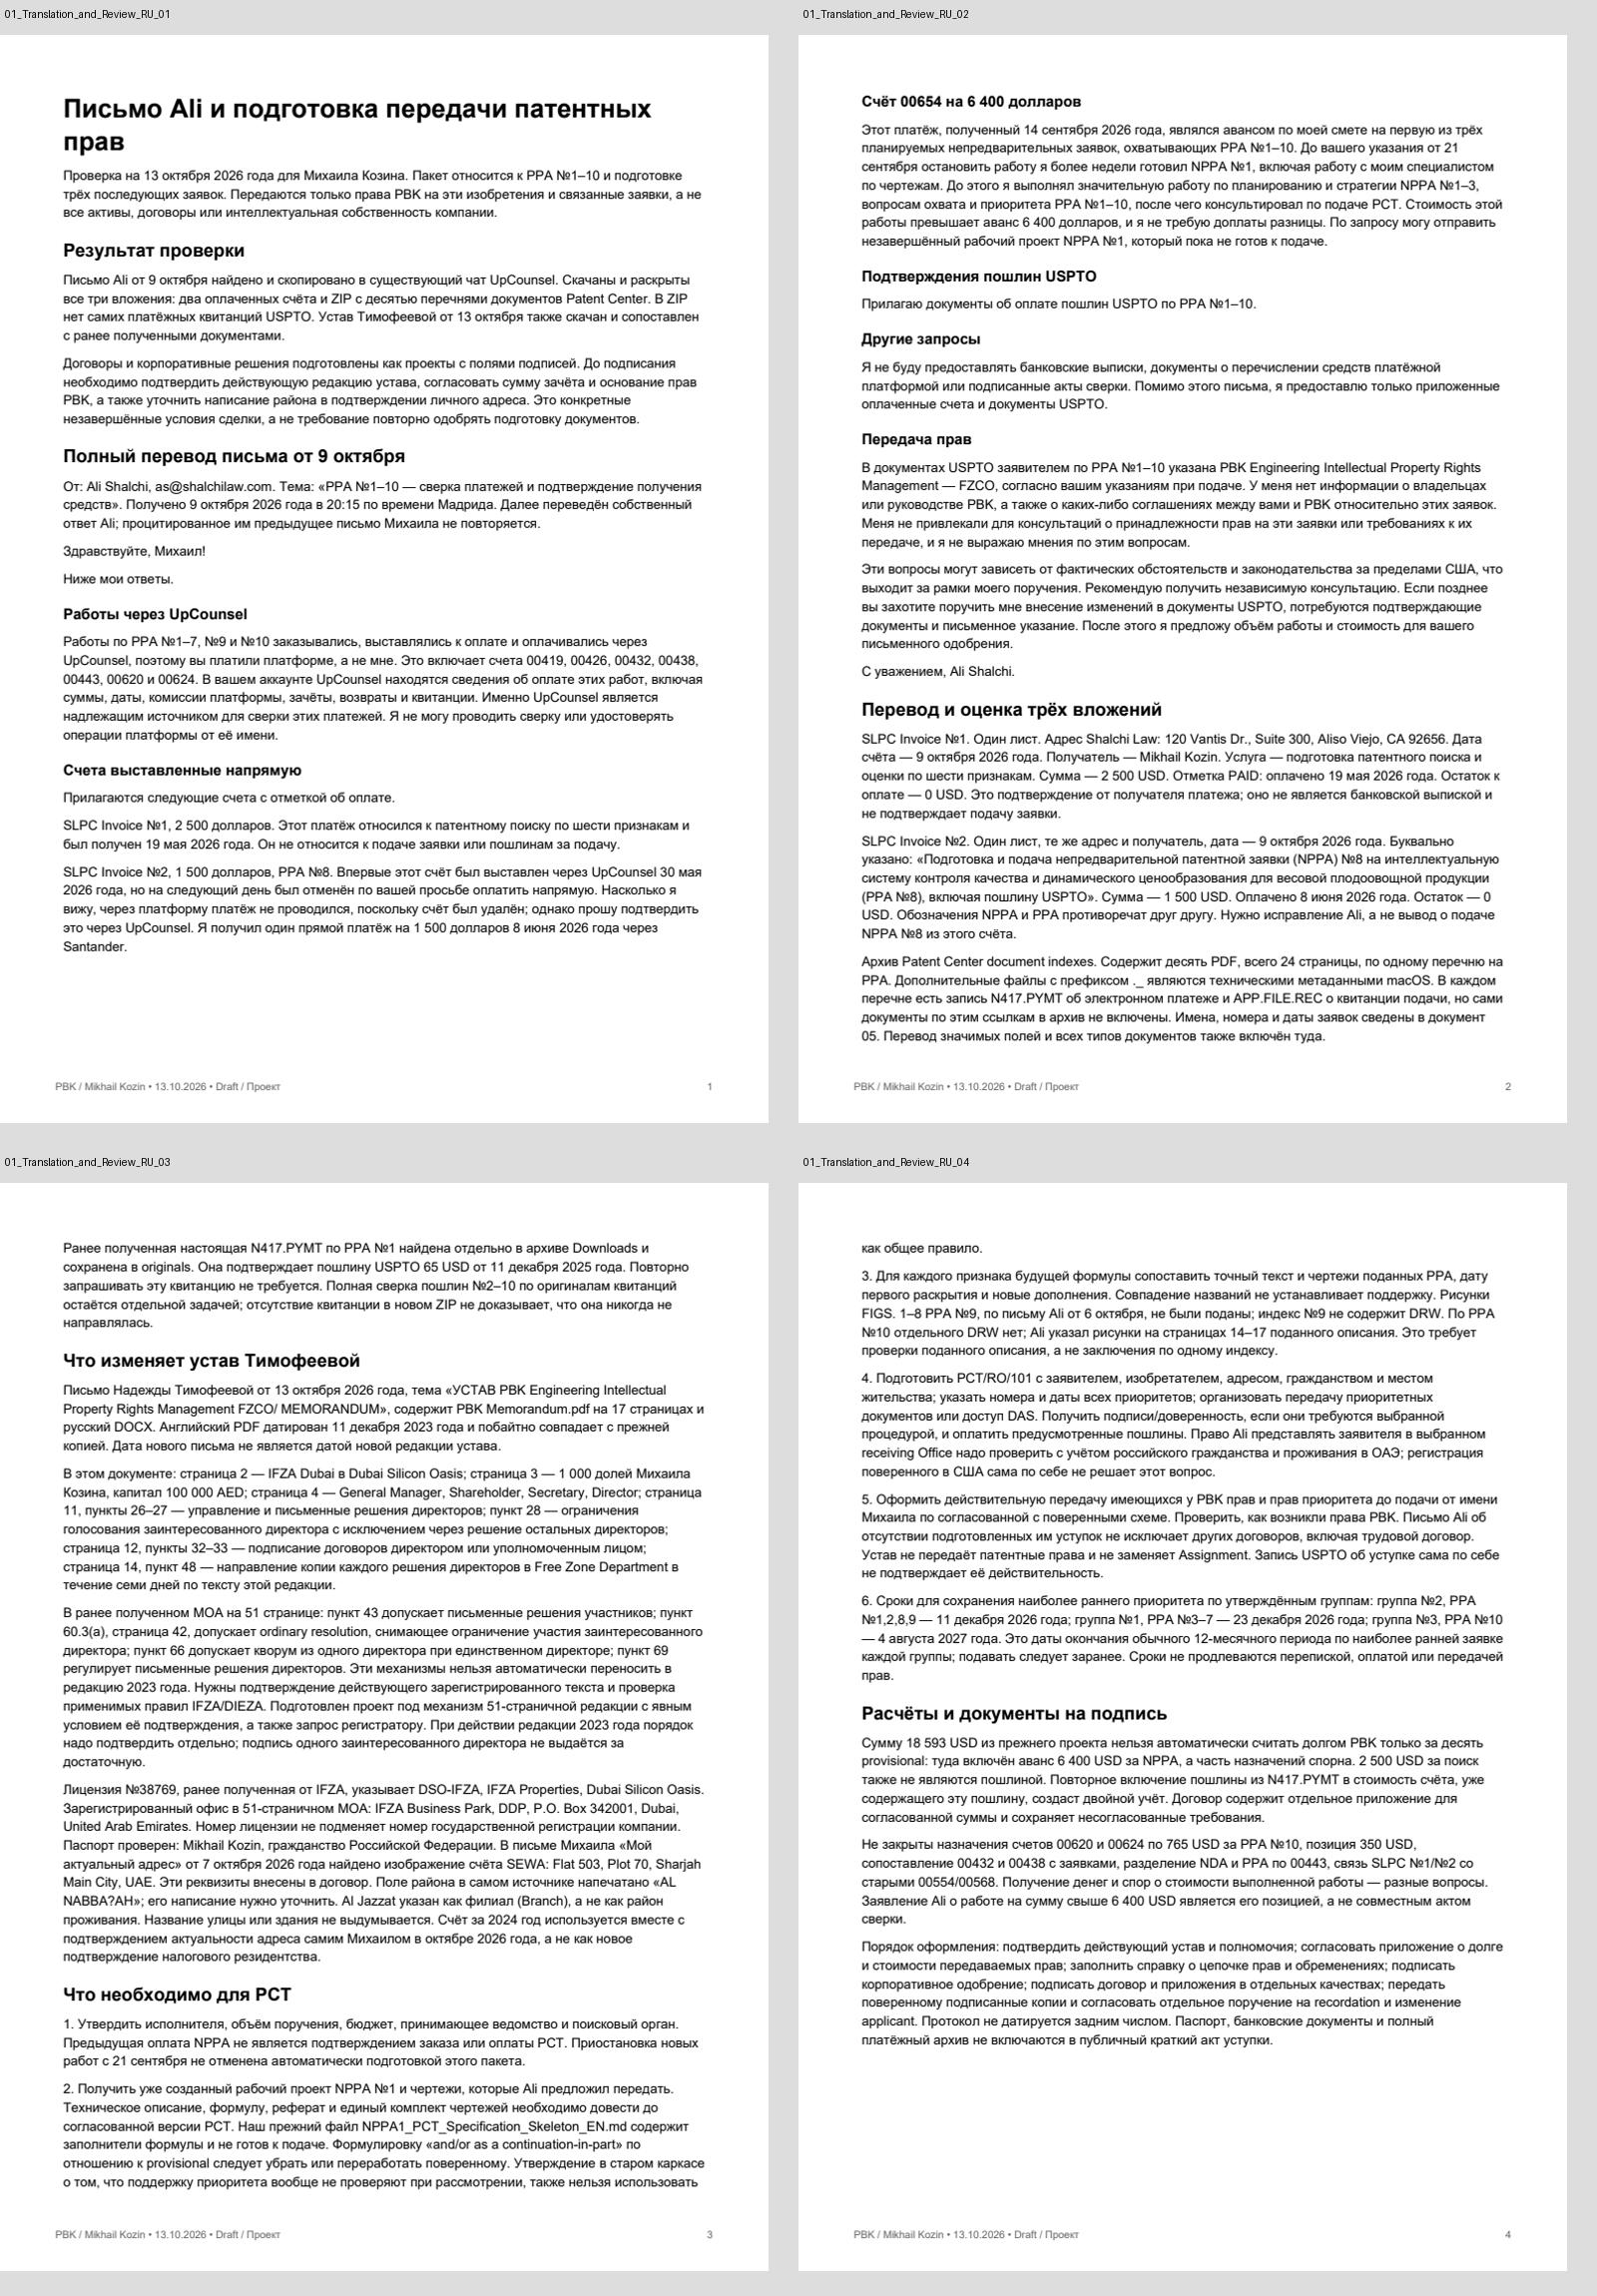 01_Translation_and_Review_RU_01
Письмо Ali и подготовка передачи патентных
прав
Проверка на 13 октября 2026 года для Михаила Козина. Пакет относится к PPA №1–10 и подготовке
трёх последующих заявок. Передаются только права PBK на эти изобретения и связанные заявки, а не
все активы, договоры или интеллектуальная собственность компании.
Результат проверки
Письмо Ali от 9 октября найдено и скопировано в существующий чат UpCounsel. Скачаны и раскрыты
все три вложения: два оплаченных счёта и ZIP с десятью перечнями документов Patent Center. В ZIP
нет самих платёжных квитанций USPTO. Устав Тимофеевой от 13 октября также скачан и сопоставлен
с ранее полученными документами.
Договоры и корпоративные решения подготовлены как проекты с полями подписей. До подписания
необходимо подтвердить действующую редакцию устава, согласовать сумму зачёта и основание прав
PBK, а также уточнить написание района в подтверждении личного адреса. Это конкретные
незавершённые условия сделки, а не требование повторно одобрять подготовку документов.
Полный перевод письма от 9 октября
От: Ali Shalchi, as@shalchilaw.com. Тема: «PPA №1–10 — сверка платежей и подтверждение получения
средств». Получено 9 октября 2026 года в 20:15 по времени Мадрида. Далее переведён собственный
ответ Ali; процитированное им предыдущее письмо Михаила не повторяется.
Здравствуйте, Михаил!
Ниже мои ответы.
Работы через UpCounsel
Работы по PPA №1–7, №9 и №10 заказывались, выставлялись к оплате и оплачивались через
UpCounsel, поэтому вы платили платформе, а не мне. Это включает счета 00419, 00426, 00432, 00438,
00443, 00620 и 00624. В вашем аккаунте UpCounsel находятся сведения об оплате этих работ, включая
суммы, даты, комиссии платформы, зачёты, возвраты и квитанции. Именно UpCounsel является
надлежащим источником для сверки этих платежей. Я не могу проводить сверку или удостоверять
операции платформы от её имени.
Счета выставленные напрямую
Прилагаются следующие счета с отметкой об оплате.
SLPC Invoice №1, 2 500 долларов. Этот платёж относился к патентному поиску по шести признакам и
был получен 19 мая 2026 года. Он не относится к подаче заявки или пошлинам за подачу.
SLPC Invoice №2, 1 500 долларов, PPA №8. Впервые этот счёт был выставлен через UpCounsel 30 мая
2026 года, но на следующий день был отменён по вашей просьбе оплатить напрямую. Насколько я
вижу, через платформу платёж не проводился, поскольку счёт был удалён; однако прошу подтвердить
это через UpCounsel. Я получил один прямой платёж на 1 500 долларов 8 июня 2026 года через
Santander.
PBK / Mikhail Kozin • 13.10.2026 • Draft / Проект
1
01_Translation_and_Review_RU_02
Счёт 00654 на 6 400 долларов
Этот платёж, полученный 14 сентября 2026 года, являлся авансом по моей смете на первую из трёх
планируемых непредварительных заявок, охватывающих PPA №1–10. До вашего указания от 21
сентября остановить работу я более недели готовил NPPA №1, включая работу с моим специалистом
по чертежам. До этого я выполнял значительную работу по планированию и стратегии NPPA №1–3,
вопросам охвата и приоритета PPA №1–10, после чего консультировал по подаче PCT. Стоимость этой
работы превышает аванс 6 400 долларов, и я не требую доплаты разницы. По запросу могу отправить
незавершённый рабочий проект NPPA №1, который пока не готов к подаче.
Подтверждения пошлин USPTO
Прилагаю документы об оплате пошлин USPTO по PPA №1–10.
Другие запросы
Я не буду предоставлять банковские выписки, документы о перечислении средств платёжной
платформой или подписанные акты сверки. Помимо этого письма, я предоставлю только приложенные
оплаченные счета и документы USPTO.
Передача прав
В документах USPTO заявителем по PPA №1–10 указана PBK Engineering Intellectual Property Rights
Management — FZCO, согласно вашим указаниям при подаче. У меня нет информации о владельцах
или руководстве PBK, а также о каких-либо соглашениях между вами и PBK относительно этих заявок.
Меня не привлекали для консультаций о принадлежности прав на эти заявки или требованиях к их
передаче, и я не выражаю мнения по этим вопросам.
Эти вопросы могут зависеть от фактических обстоятельств и законодательства за пределами США, что
выходит за рамки моего поручения. Рекомендую получить независимую консультацию. Если позднее
вы захотите поручить мне внесение изменений в документы USPTO, потребуются подтверждающие
документы и письменное указание. После этого я предложу объём работы и стоимость для вашего
письменного одобрения.
С уважением, Ali Shalchi.
Перевод и оценка трёх вложений
SLPC Invoice №1. Один лист. Адрес Shalchi Law: 120 Vantis Dr., Suite 300, Aliso Viejo, CA 92656. Дата
счёта — 9 октября 2026 года. Получатель — Mikhail Kozin. Услуга — подготовка патентного поиска и
оценки по шести признакам. Сумма — 2 500 USD. Отметка PAID: оплачено 19 мая 2026 года. Остаток к
оплате — 0 USD. Это подтверждение от получателя платежа; оно не является банковской выпиской и
не подтверждает подачу заявки.
SLPC Invoice №2. Один лист, те же адрес и получатель, дата — 9 октября 2026 года. Буквально
указано: «Подготовка и подача непредварительной патентной заявки (NPPA) №8 на интеллектуальную
систему контроля качества и динамического ценообразования для весовой плодоовощной продукции
(PPA №8), включая пошлину USPTO». Сумма — 1 500 USD. Оплачено 8 июня 2026 года. Остаток — 0
USD. Обозначения NPPA и PPA противоречат друг другу. Нужно исправление Ali, а не вывод о подаче
NPPA №8 из этого счёта.
Архив Patent Center document indexes. Содержит десять PDF, всего 24 страницы, по одному перечню на
PPA. Дополнительные файлы с префиксом ._ являются техническими метаданными macOS. В каждом
перечне есть запись N417.PYMT об электронном платеже и APP.FILE.REC о квитанции подачи, но сами
документы по этим ссылкам в архив не включены. Имена, номера и даты заявок сведены в документ
05. Перевод значимых полей и всех типов документов также включён туда.
PBK / Mikhail Kozin • 13.10.2026 • Draft / Проект
2
01_Translation_and_Review_RU_03
Ранее полученная настоящая N417.PYMT по PPA №1 найдена отдельно в архиве Downloads и
сохранена в originals. Она подтверждает пошлину USPTO 65 USD от 11 декабря 2025 года. Повторно
запрашивать эту квитанцию не требуется. Полная сверка пошлин №2–10 по оригиналам квитанций
остаётся отдельной задачей; отсутствие квитанции в новом ZIP не доказывает, что она никогда не
направлялась.
Что изменяет устав Тимофеевой
Письмо Надежды Тимофеевой от 13 октября 2026 года, тема «УСТАВ PBK Engineering Intellectual
Property Rights Management FZCO/ MEMORANDUM», содержит PBK Memorandum.pdf на 17 страницах и
русский DOCX. Английский PDF датирован 11 декабря 2023 года и побайтно совпадает с прежней
копией. Дата нового письма не является датой новой редакции устава.
В этом документе: страница 2 — IFZA Dubai в Dubai Silicon Oasis; страница 3 — 1 000 долей Михаила
Козина, капитал 100 000 AED; страница 4 — General Manager, Shareholder, Secretary, Director; страница
11, пункты 26–27 — управление и письменные решения директоров; пункт 28 — ограничения
голосования заинтересованного директора с исключением через решение остальных директоров;
страница 12, пункты 32–33 — подписание договоров директором или уполномоченным лицом;
страница 14, пункт 48 — направление копии каждого решения директоров в Free Zone Department в
течение семи дней по тексту этой редакции.
В ранее полученном MOA на 51 странице: пункт 43 допускает письменные решения участников; пункт
60.3(a), страница 42, допускает ordinary resolution, снимающее ограничение участия заинтересованного
директора; пункт 66 допускает кворум из одного директора при единственном директоре; пункт 69
регулирует письменные решения директоров. Эти механизмы нельзя автоматически переносить в
редакцию 2023 года. Нужны подтверждение действующего зарегистрированного текста и проверка
применимых правил IFZA/DIEZA. Подготовлен проект под механизм 51-страничной редакции с явным
условием её подтверждения, а также запрос регистратору. При действии редакции 2023 года порядок
надо подтвердить отдельно; подпись одного заинтересованного директора не выдаётся за
достаточную.
Лицензия №38769, ранее полученная от IFZA, указывает DSO-IFZA, IFZA Properties, Dubai Silicon Oasis.
Зарегистрированный офис в 51-страничном MOA: IFZA Business Park, DDP, P.O. Box 342001, Dubai,
United Arab Emirates. Номер лицензии не подменяет номер государственной регистрации компании.
Паспорт проверен: Mikhail Kozin, гражданство Российской Федерации. В письме Михаила «Мой
актуальный адрес» от 7 октября 2026 года найдено изображение счёта SEWA: Flat 503, Plot 70, Sharjah
Main City, UAE. Эти реквизиты внесены в договор. Поле района в самом источнике напечатано «AL
NABBA?AH»; его написание нужно уточнить. Al Jazzat указан как филиал (Branch), а не как район
проживания. Название улицы или здания не выдумывается. Счёт за 2024 год используется вместе с
подтверждением актуальности адреса самим Михаилом в октябре 2026 года, а не как новое
подтверждение налогового резидентства.
Что необходимо для PCT
1. Утвердить исполнителя, объём поручения, бюджет, принимающее ведомство и поисковый орган.
Предыдущая оплата NPPA не является подтверждением заказа или оплаты PCT. Приостановка новых
работ с 21 сентября не отменена автоматически подготовкой этого пакета.
2. Получить уже созданный рабочий проект NPPA №1 и чертежи, которые Ali предложил передать.
Техническое описание, формулу, реферат и единый комплект чертежей необходимо довести до
согласованной версии PCT. Наш прежний файл NPPA1_PCT_Specification_Skeleton_EN.md содержит
заполнители формулы и не готов к подаче. Формулировку «and/or as a continuation-in-part» по
отношению к provisional следует убрать или переработать поверенному. Утверждение в старом каркасе
о том, что поддержку приоритета вообще не проверяют при рассмотрении, также нельзя использовать
PBK / Mikhail Kozin • 13.10.2026 • Draft / Проект
3
01_Translation_and_Review_RU_04
как общее правило.
3. Для каждого признака будущей формулы сопоставить точный текст и чертежи поданных PPA, дату
первого раскрытия и новые дополнения. Совпадение названий не устанавливает поддержку. Рисунки
FIGS. 1–8 PPA №9, по письму Ali от 6 октября, не были поданы; индекс №9 не содержит DRW. По PPA
№10 отдельного DRW нет; Ali указал рисунки на страницах 14–17 поданного описания. Это требует
проверки поданного описания, а не заключения по одному индексу.
4. Подготовить PCT/RO/101 с заявителем, изобретателем, адресом, гражданством и местом
жительства; указать номера и даты всех приоритетов; организовать передачу приоритетных
документов или доступ DAS. Получить подписи/доверенность, если они требуются выбранной
процедурой, и оплатить предусмотренные пошлины. Право Ali представлять заявителя в выбранном
receiving Office надо проверить с учётом российского гражданства и проживания в ОАЭ; регистрация
поверенного в США сама по себе не решает этот вопрос.
5. Оформить действительную передачу имеющихся у PBK прав и прав приоритета до подачи от имени
Михаила по согласованной с поверенными схеме. Проверить, как возникли права PBK. Письмо Ali об
отсутствии подготовленных им уступок не исключает других договоров, включая трудовой договор.
Устав не передаёт патентные права и не заменяет Assignment. Запись USPTO об уступке сама по себе
не подтверждает её действительность.
6. Сроки для сохранения наиболее раннего приоритета по утверждённым группам: группа №2, PPA
№1,2,8,9 — 11 декабря 2026 года; группа №1, PPA №3–7 — 23 декабря 2026 года; группа №3, PPA №10
— 4 августа 2027 года. Это даты окончания обычного 12-месячного периода по наиболее ранней заявке
каждой группы; подавать следует заранее. Сроки не продлеваются перепиской, оплатой или передачей
прав.
Расчёты и документы на подпись
Сумму 18 593 USD из прежнего проекта нельзя автоматически считать долгом PBK только за десять
provisional: туда включён аванс 6 400 USD за NPPA, а часть назначений спорна. 2 500 USD за поиск
также не являются пошлиной. Повторное включение пошлины из N417.PYMT в стоимость счёта, уже
содержащего эту пошлину, создаст двойной учёт. Договор содержит отдельное приложение для
согласованной суммы и сохраняет несогласованные требования.
Не закрыты назначения счетов 00620 и 00624 по 765 USD за PPA №10, позиция 350 USD,
сопоставление 00432 и 00438 с заявками, разделение NDA и PPA по 00443, связь SLPC №1/№2 со
старыми 00554/00568. Получение денег и спор о стоимости выполненной работы — разные вопросы.
Заявление Ali о работе на сумму свыше 6 400 USD является его позицией, а не совместным актом
сверки.
Порядок оформления: подтвердить действующий устав и полномочия; согласовать приложение о долге
и стоимости передаваемых прав; заполнить справку о цепочке прав и обременениях; подписать
корпоративное одобрение; подписать договор и приложения в отдельных качествах; передать
поверенному подписанные копии и согласовать отдельное поручение на recordation и изменение
applicant. Протокол не датируется задним числом. Паспорт, банковские документы и полный
платёжный архив не включаются в публичный краткий акт уступки.
PBK / Mikhail Kozin • 13.10.2026 • Draft / Проект
4